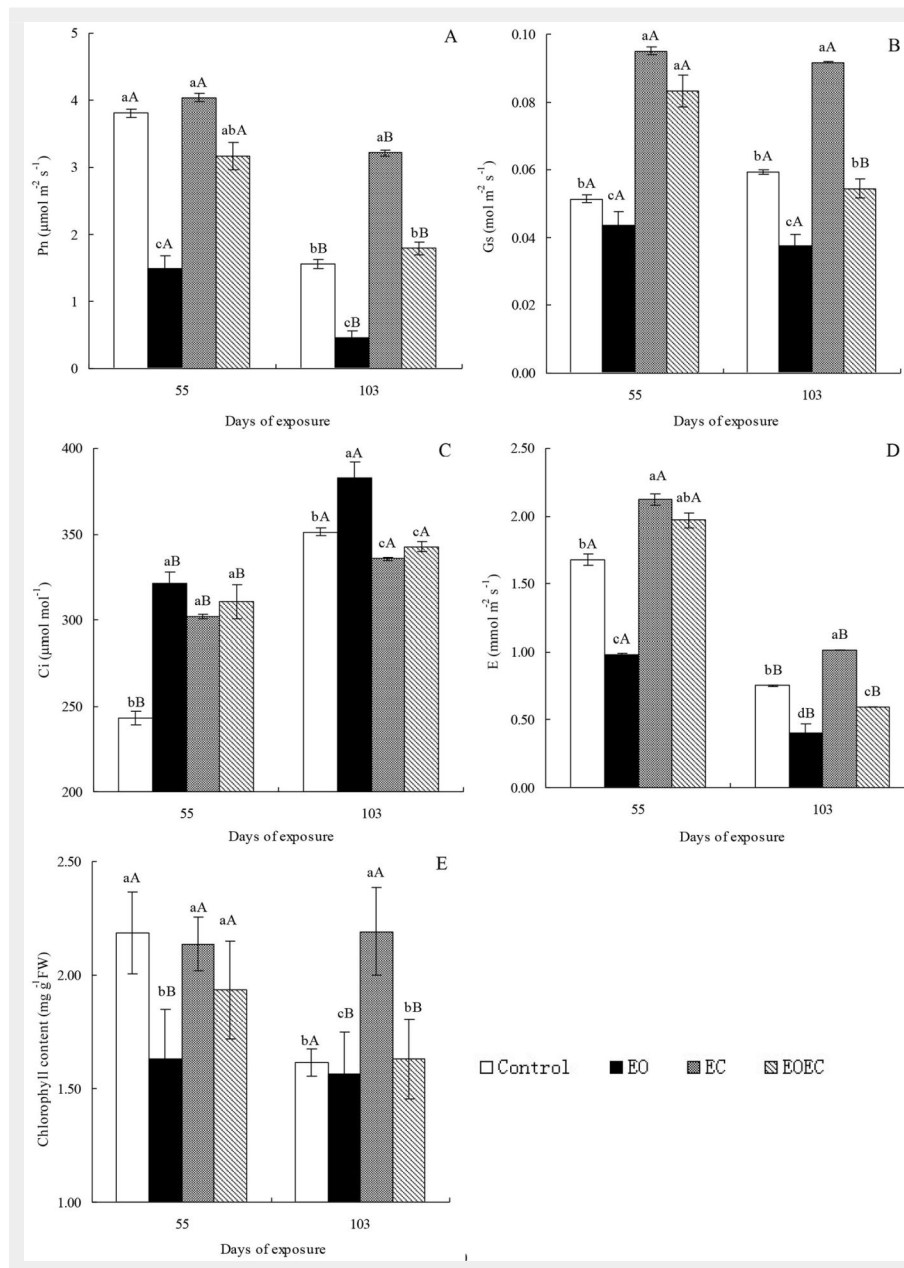 A
Pn (μmol m-2 s-1)
4
3
2
1
0
aA
cA
aA
abA
bB
cB
aB
bB
55
103
Days of exposure
B
Gs (mol m-2 s-1)
0.10
0.08
0.06
0.04
0.02
0.00
bA
cA
aA
aA
bA
cA
aA
bB
55
103
Days of exposure
C
Ci (μmol mol-1)
400
350
300
250
200
bB
aB
aB
aB
bA
aA
cA
cA
55
103
Days of exposure
D
E (mmol m-2 s-1)
2.50
2.00
1.50
1.00
0.50
0.00
bA
cA
aA
abA
bB
dB
aB
cB
55
103
Days of exposure
E
Chlorophyll content (mg g-1FW)
2.50
2.00
1.50
1.00
aA
bB
aA
aA
bA
cB
aA
bB
55
103
Days of exposure
Control EO EC EOEC